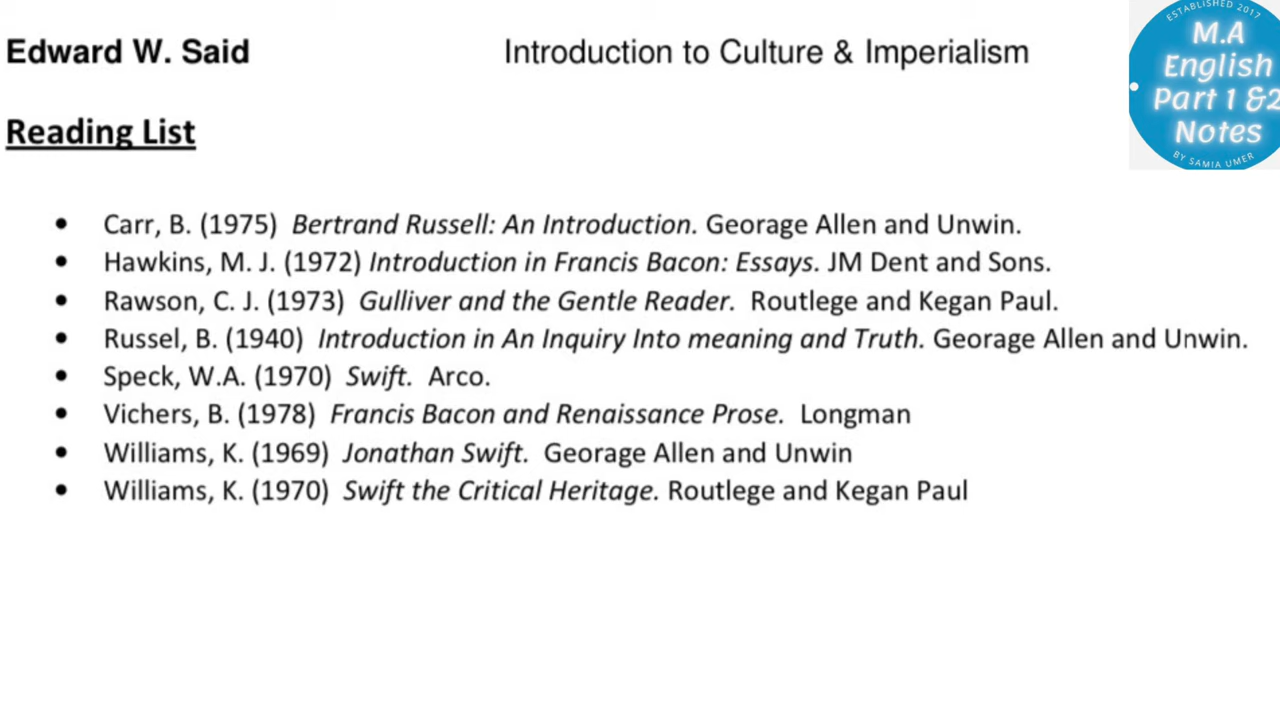 Edward W. Said Introduction to Culture & Imperialism
ESTABLISHED 2017
M.A
English
Part 1 &2
Notes
BY SAMIA UMER
Reading List
• Carr, B. (1975) Bertrand Russell: An Introduction. Georage Allen and Unwin.
• Hawkins, M. J. (1972) Introduction in Francis Bacon: Essays. JM Dent and Sons.
• Rawson, C. J. (1973) Gulliver and the Gentle Reader. Routlege and Kegan Paul.
• Russel, B. (1940) Introduction in An Inquiry Into meaning and Truth. Georage Allen and Unwin.
• Speck, W.A. (1970) Swift. Arco.
• Vichers, B. (1978) Francis Bacon and Renaissance Prose. Longman
• Williams, K. (1969) Jonathan Swift. Georage Allen and Unwin
• Williams, K. (1970) Swift the Critical Heritage. Routlege and Kegan Paul